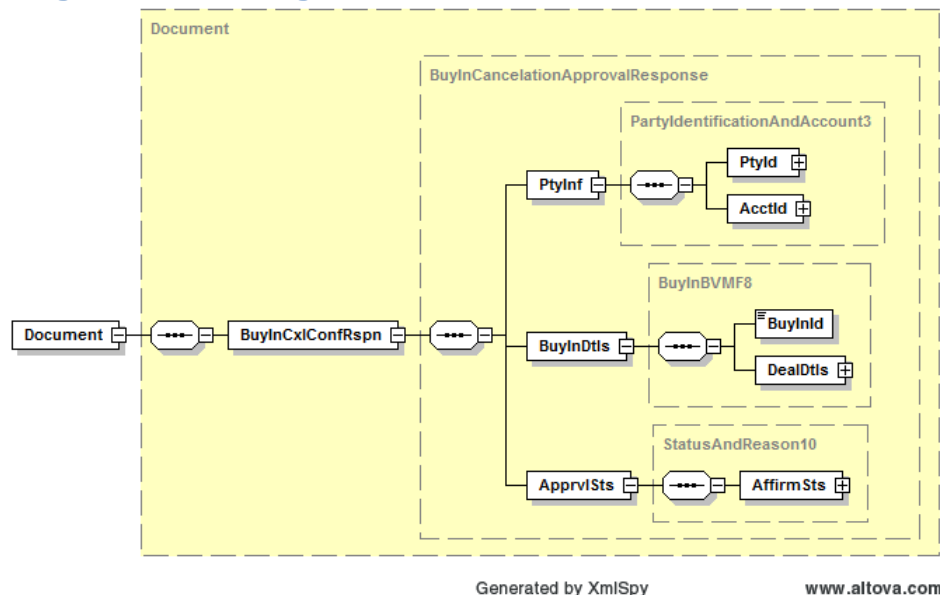 Document
BuyInCancelationApprovalResponse
PartyIdentificationAndAccount3
PtyId
PtyInf
AcctId
BuyInBVMF8
BuyInId
Document
BuyInCxlConfRspn
BuyInDtls
DealDtls
StatusAndReason10
ApprvlSts
AffirmSts
Generated by XmlSpy
www.altova.com